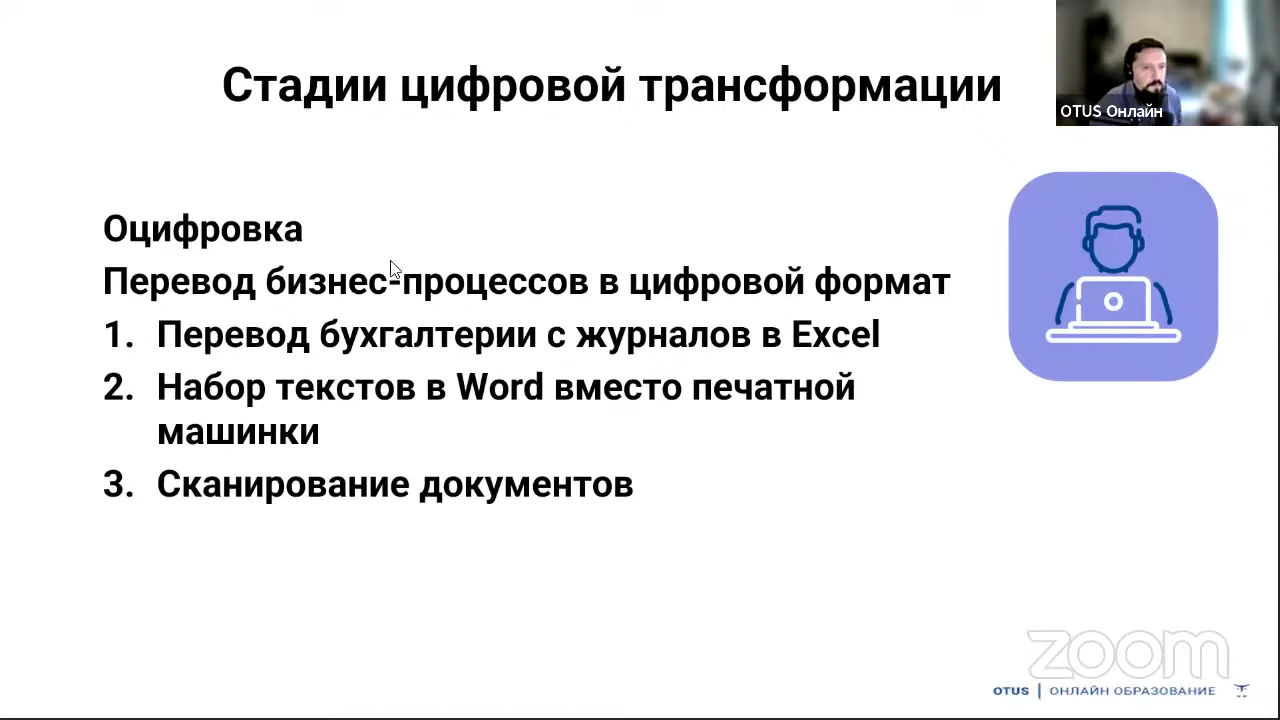 Стадии цифровой трансформации
OTUS Онлайн
Оцифровка
Перевод бизнес-процессов в цифровой формат
1. Перевод бухгалтерии с журналов в Excel
2. Набор текстов в Word вместо печатной
машинки
3. Сканирование документов
zoom
OTUS | ОНЛАЙН ОБРАЗОВАНИЕ